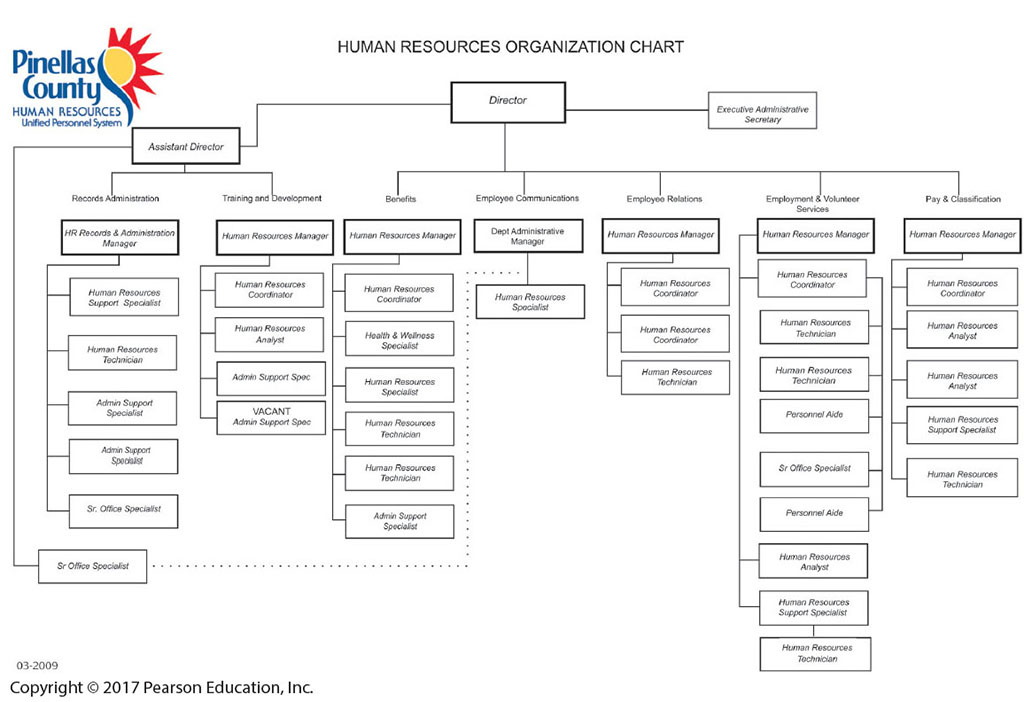 HUMAN RESOURCES ORGANIZATION CHART
Pinellas
County
HUMAN RESOURCES
Unified Personnel System
Director
Executive Administrative
Secretary
Assistant Director
Records Administration
HR Records & Administration
Manager
Human Resources
Support Specialist
Human Resources
Technician
Admin Support
Specialist
Admin Support
Specialist
Sr. Office Specialist
Sr Office Specialist
Training and Development
Human Resources Manager
Human Resources
Coordinator
Human Resources
Analyst
Admin Support Spec
VACANT
Admin Support Spec
Benefits
Human Resources Manager
Human Resources
Coordinator
Health & Wellness
Specialist
Human Resources
Specialist
Human Resources
Technician
Human Resources
Technician
Admin Support
Specialist
Employee Communications
Dept Administrative
Manager
Human Resources
Specialist
Employee Relations
Human Resources Manager
Human Resources
Coordinator
Human Resources
Coordinator
Human Resources
Technician
Employment & Volunteer
Services
Human Resources Manager
Human Resources
Coordinator
Human Resources
Technician
Human Resources
Technician
Personnel Aide
Sr Office Specialist
Personnel Aide
Human Resources
Analyst
Human Resources
Support Specialist
Human Resources
Technician
Pay & Classification
Human Resources Manager
Human Resources
Coordinator
Human Resources
Analyst
Human Resources
Analyst
Human Resources
Support Specialist
Human Resources
Technician
03-2009
Copyright © 2017 Pearson Education, Inc.